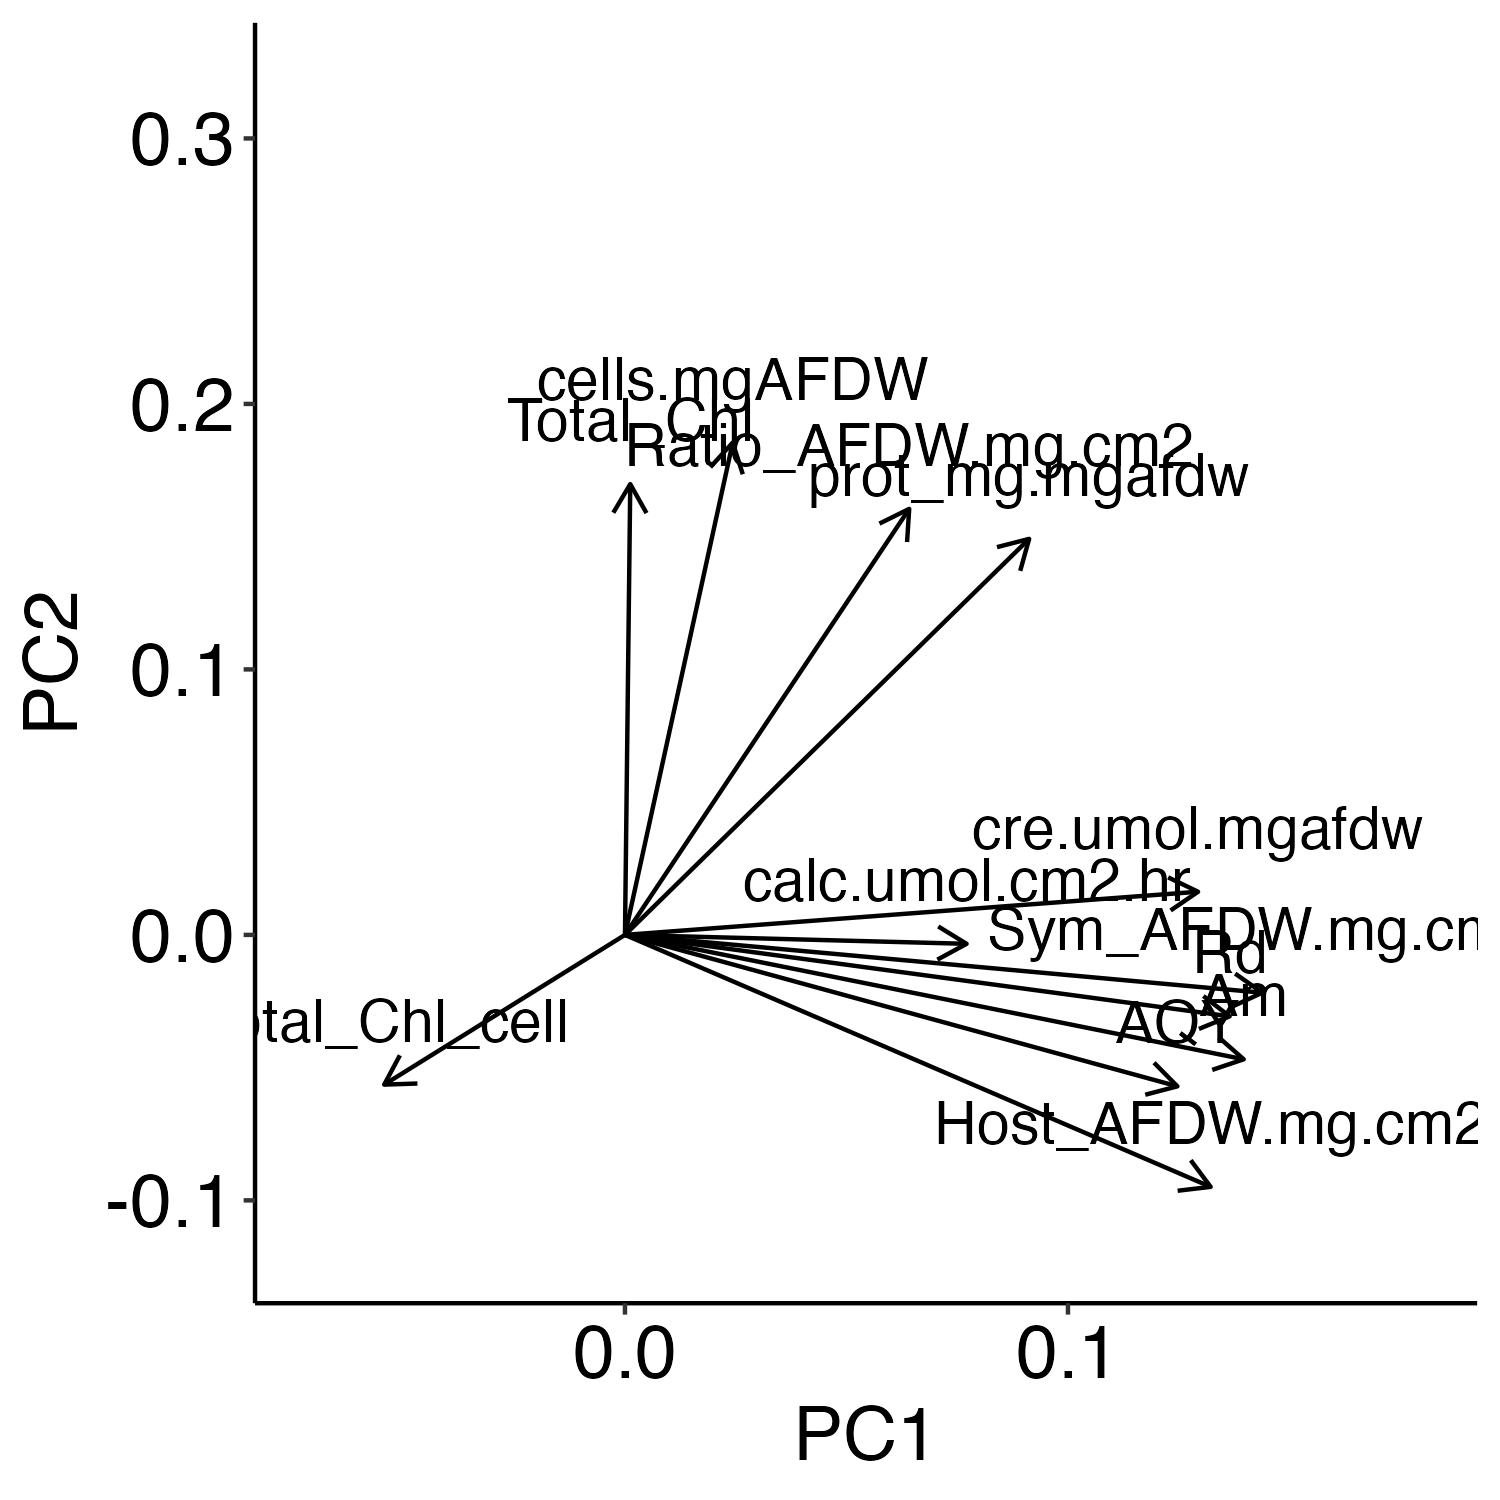 0.3
cells.mgAFDW
0.2
Total_Chl
Ratio_AFDW.mg.cm2
prot_mg.mgafdw
PC2
0.1
cre.umol.mgafdw
calc.umol.cm2.hr
0.0
Sym_AFDW.mg.cm
Rd
Am
otal_Chl_cell
AQY
Host_AFDW.mg.cm2
-0.1
0.0
0.1
PC1